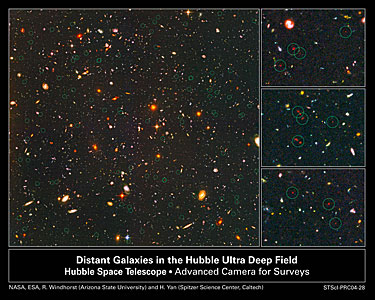 Distant Galaxies in the Hubble Ultra Deep Field
Hubble Space Telescope • Advanced Camera for Surveys
NASA, ESA, R. Windhorst (Arizona State University) and H. Yan (Spitzer Science Center, Caltech)
STScI-PRC04-28